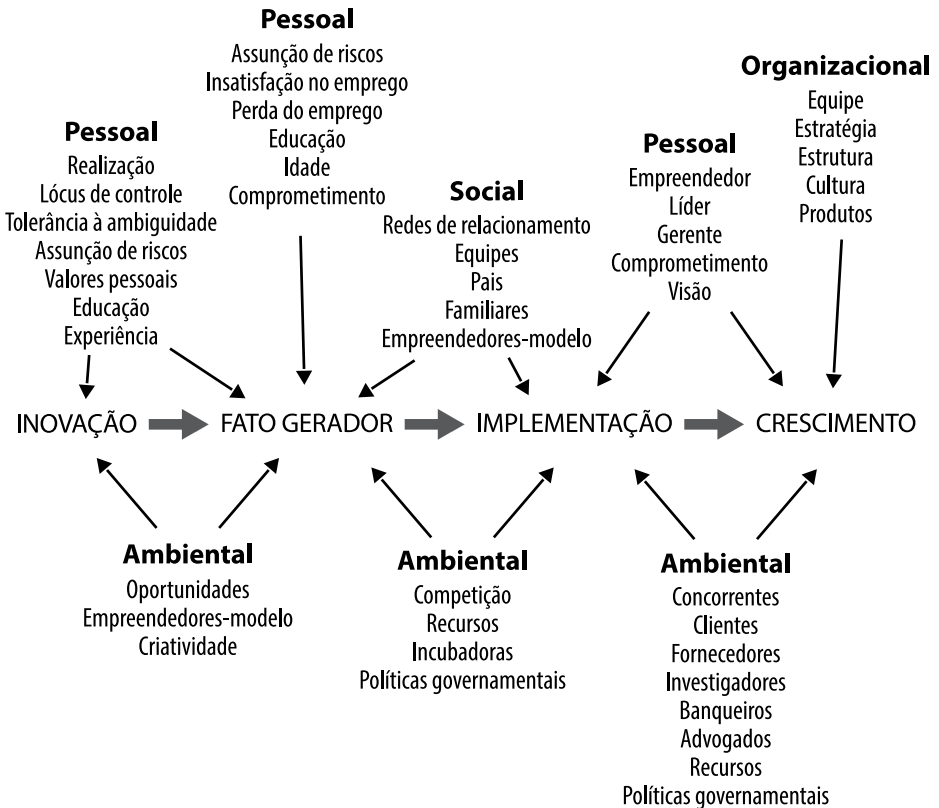 Pessoal
Assunção de riscos
Insatisfação no emprego
Perda do emprego
Educação
Idade
Comprometimento
Organizacional
Equipe
Estratégia
Estrutura
Cultura
Produtos
Pessoal
Realização
Lócus de controle
Tolerância à ambiguidade
Assunção de riscos
Valores pessoais
Educação
Experiência
Social
Redes de relacionamento
Equipes
Pais
Familiares
Empreendedores-modelo
Pessoal
Empreendedor
Líder
Gerente
Comprometimento
Visão
INOVAÇÃO
FATO GERADOR
IMPLEMENTAÇÃO
CRESCIMENTO
Ambiental
Oportunidades
Empreendedores-modelo
Criatividade
Ambiental
Competição
Recursos
Incubadoras
Políticas governamentais
Ambiental
Concorrentes
Clientes
Fornecedores
Investigadores
Banqueiros
Advogados
Recursos
Políticas governamentais